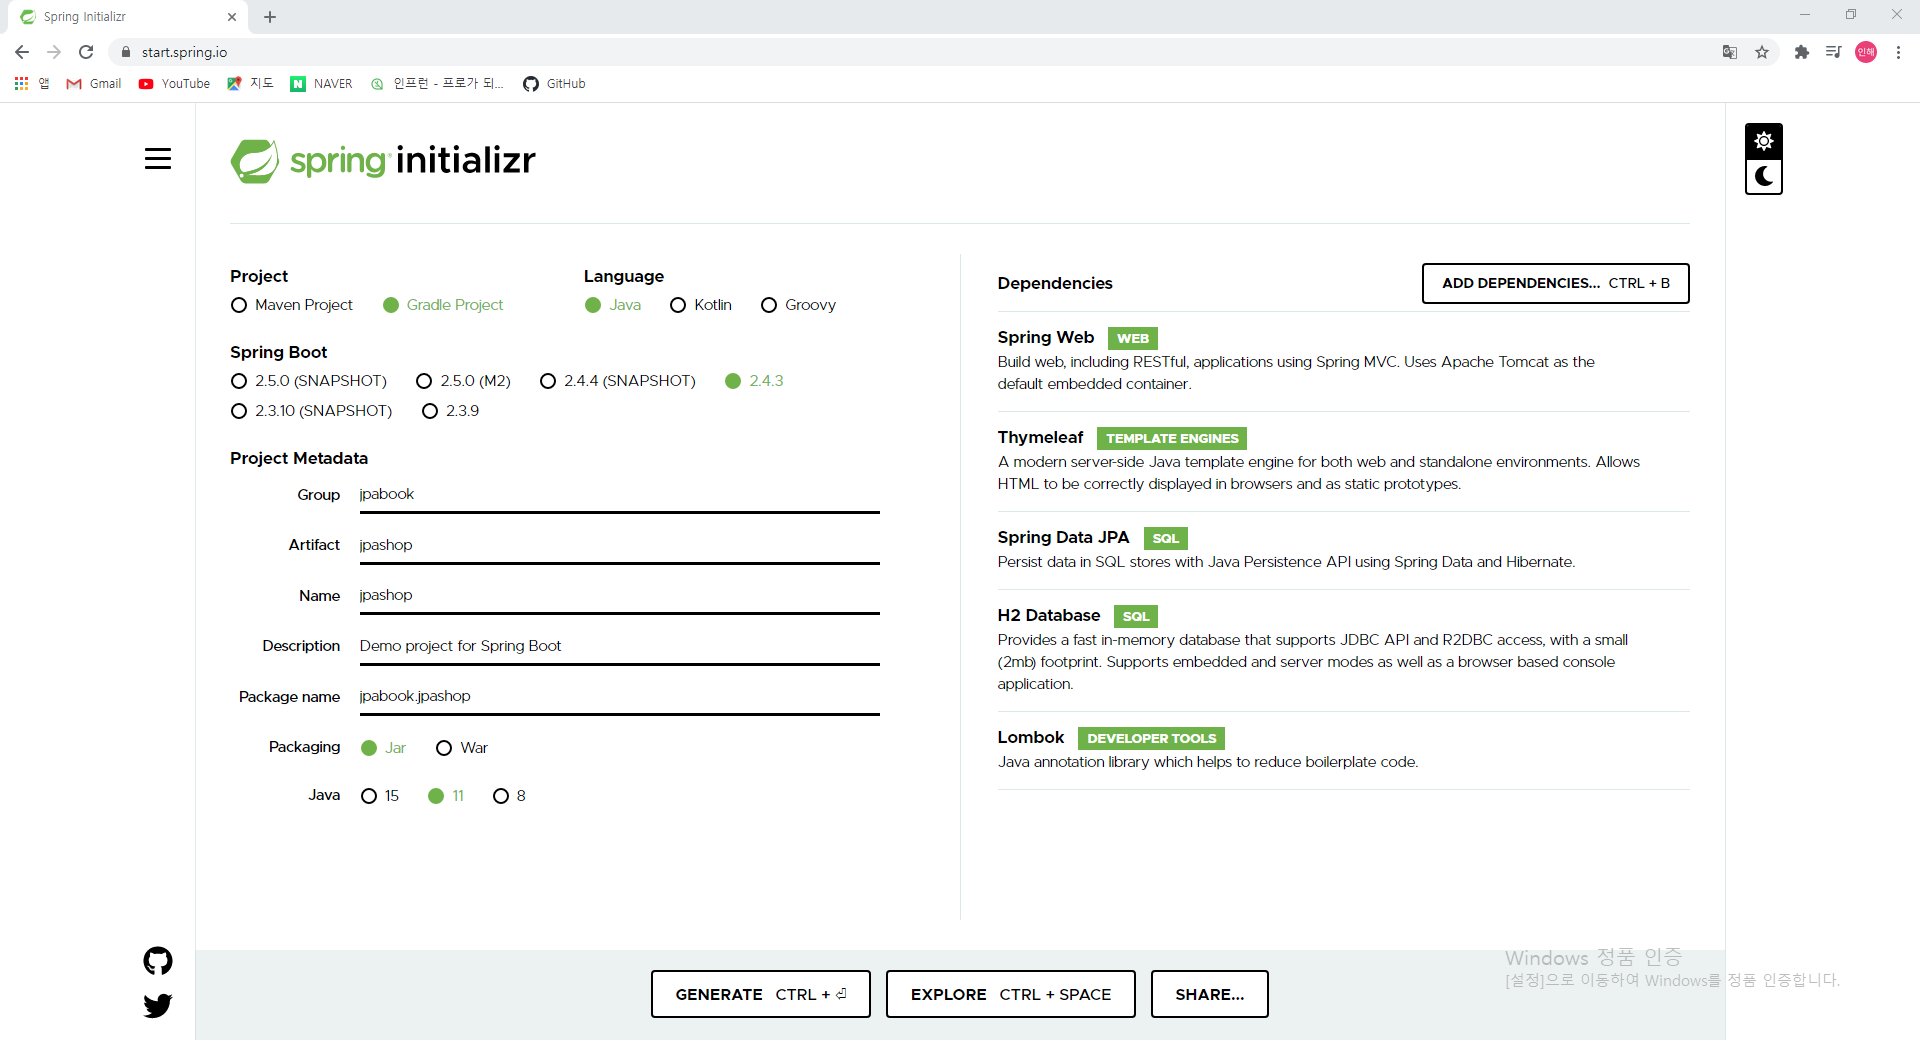 Spring Initializr
start.spring.io
인해
앱 Gmail YouTube 지도 NAVER 인프런 - 프로가 되... GitHub
spring initializr
Project
Maven Project Gradle Project
Language
Java Kotlin Groovy
Spring Boot
2.5.0 (SNAPSHOT) 2.5.0 (M2) 2.4.4 (SNAPSHOT) 2.4.3
2.3.10 (SNAPSHOT) 2.3.9
Project Metadata
Group jpabook
Artifact jpashop
Name jpashop
Description Demo project for Spring Boot
Package name jpabook.jpashop
Packaging Jar War
Java 15 11 8
Dependencies
ADD DEPENDENCIES... CTRL + B
Spring Web WEB
Build web, including RESTful, applications using Spring MVC. Uses Apache Tomcat as the
default embedded container.
Thymeleaf TEMPLATE ENGINES
A modern server-side Java template engine for both web and standalone environments. Allows
HTML to be correctly displayed in browsers and as static prototypes.
Spring Data JPA SQL
Persist data in SQL stores with Java Persistence API using Spring Data and Hibernate.
H2 Database SQL
Provides a fast in-memory database that supports JDBC API and R2DBC access, with a small
(2mb) footprint. Supports embedded and server modes as well as a browser based console
application.
Lombok DEVELOPER TOOLS
Java annotation library which helps to reduce boilerplate code.
GENERATE CTRL + ⏎
EXPLORE CTRL + SPACE
SHARE...
Windows 정품 인증
[설정]으로 이동하여 Windows를 정품 인증합니다.